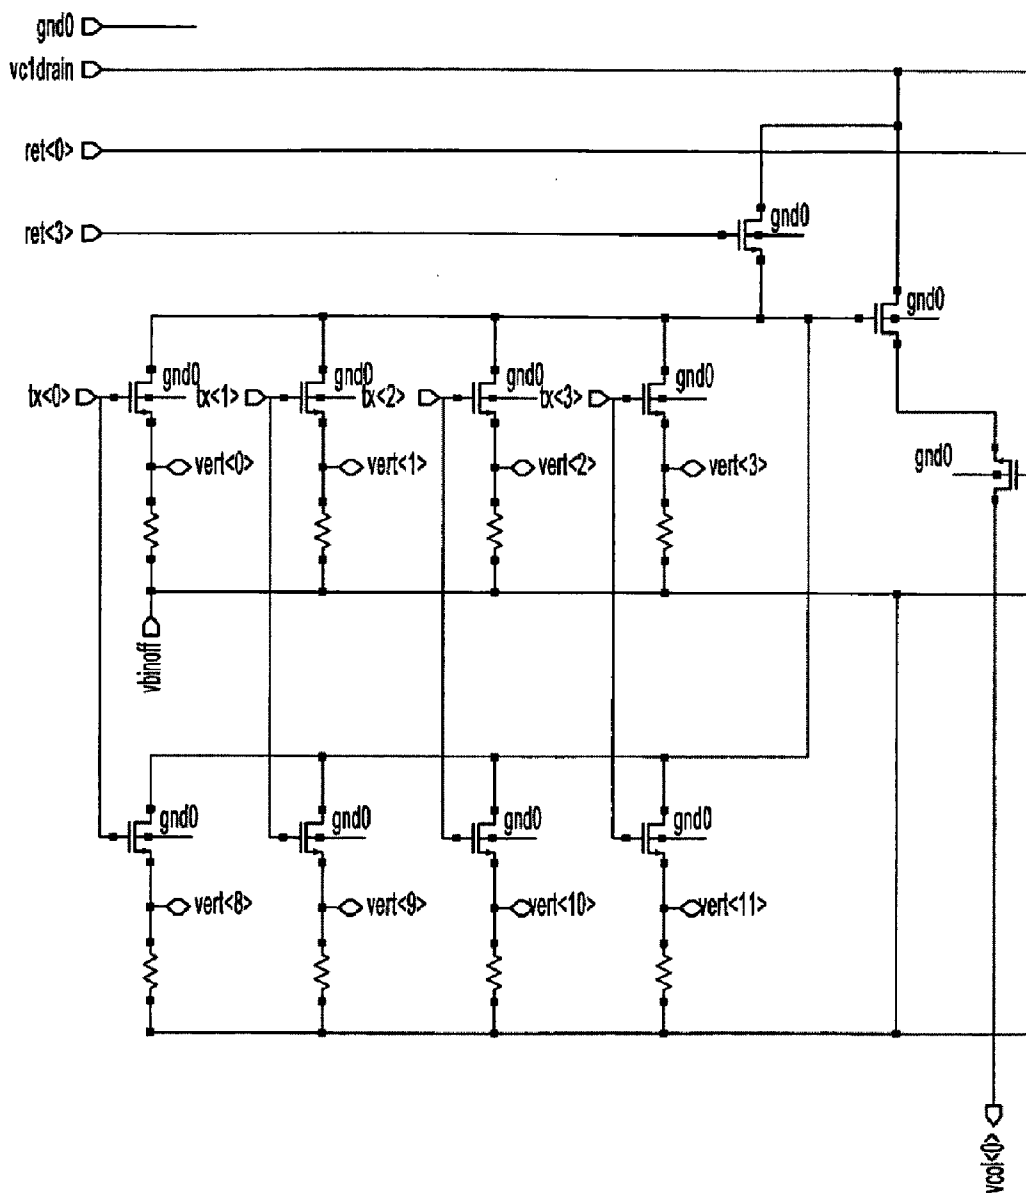 gnd0
vc1drain
ret<0>
ret<3>
gnd0
gnd0
tx<0>
gnd0
tx<1>
gnd0
tx<2>
gnd0
tx<3>
gnd0
gnd0
vert<0>
vert<1>
vert<2>
vert<3>
vbinoff
gnd0
gnd0
gnd0
gnd0
vert<8>
vert<9>
vert<10>
vert<11>
vcol<0>